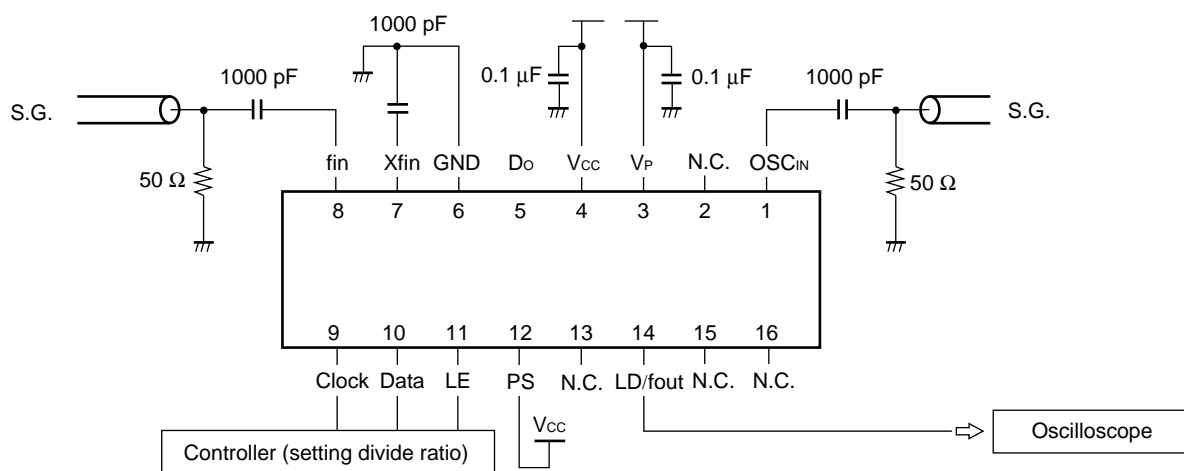 1000 pF
0.1 μF
0.1 μF
1000 pF
1000 pF
S.G.
S.G.
50 Ω
50 Ω
fin Xfin GND DO VCC VP N.C. OSCIN
8 7 6 5 4 3 2 1
9 10 11 12 13 14 15 16
Clock Data LE PS N.C. LD/fout N.C. N.C.
VCC
Controller (setting divide ratio)
Oscilloscope